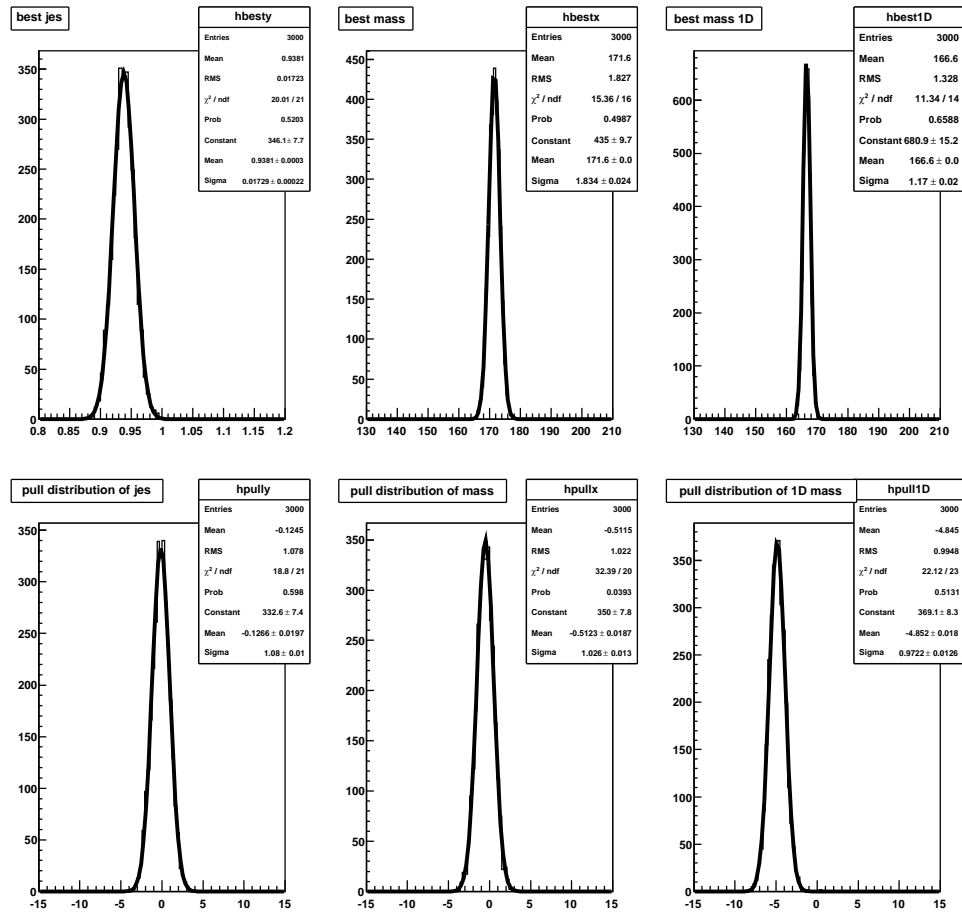 best jes
hbesty
Entries 3000
Mean 0.9381
RMS 0.01723
χ² / ndf 20.01 / 21
Prob 0.5203
Constant 346.1 ± 7.7
Mean 0.9381 ± 0.0003
Sigma 0.01729 ± 0.00022
350
300
250
200
150
100
50
0
0.8 0.85 0.9 0.95 1 1.05 1.1 1.15 1.2
best mass
hbestx
Entries 3000
Mean 171.6
RMS 1.827
χ² / ndf 15.36 / 16
Prob 0.4987
Constant 435 ± 9.7
Mean 171.6 ± 0.0
Sigma 1.834 ± 0.024
450
400
350
300
250
200
150
100
50
0
130 140 150 160 170 180 190 200 210
best mass 1D
hbest1D
Entries 3000
Mean 166.6
RMS 1.328
χ² / ndf 11.34 / 14
Prob 0.6588
Constant 680.9 ± 15.2
Mean 166.6 ± 0.0
Sigma 1.17 ± 0.02
600
500
400
300
200
100
0
130 140 150 160 170 180 190 200 210
pull distribution of jes
hpully
Entries 3000
Mean -0.1245
RMS 1.078
χ² / ndf 18.8 / 21
Prob 0.598
Constant 332.6 ± 7.4
Mean -0.1266 ± 0.0197
Sigma 1.08 ± 0.01
350
300
250
200
150
100
50
0
-15 -10 -5 0 5 10 15
pull distribution of mass
hpullx
Entries 3000
Mean -0.5115
RMS 1.022
χ² / ndf 32.39 / 20
Prob 0.0393
Constant 350 ± 7.8
Mean -0.5123 ± 0.0187
Sigma 1.026 ± 0.013
350
300
250
200
150
100
50
0
-15 -10 -5 0 5 10 15
pull distribution of 1D mass
hpull1D
Entries 3000
Mean -4.845
RMS 0.9948
χ² / ndf 22.12 / 23
Prob 0.5131
Constant 369.1 ± 8.3
Mean -4.852 ± 0.018
Sigma 0.9722 ± 0.0126
350
300
250
200
150
100
50
0
-15 -10 -5 0 5 10 15